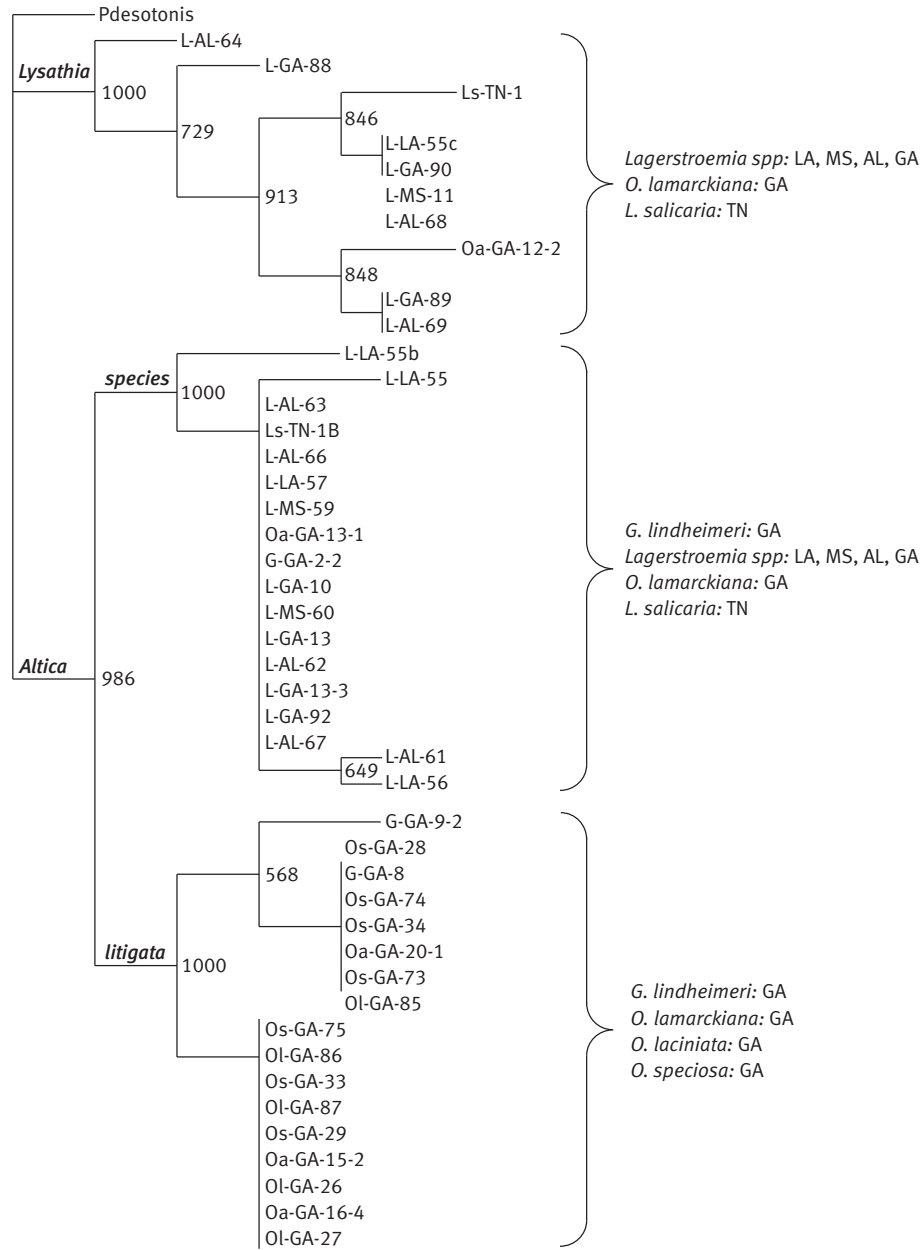 Pdesotonis
L-AL-64
Lysathia
L-GA-88
1000
Ls-TN-1
846
729
L-LA-55c
L-GA-90
913
L-MS-11
L-AL-68
Oa-GA-12-2
848
L-GA-89
L-AL-69
Lagerstroemia spp: LA, MS, AL, GA
O. lamarckiana: GA
L. salicaria: TN
L-LA-55b
species
L-LA-55
1000
L-AL-63
Ls-TN-1B
L-AL-66
L-LA-57
L-MS-59
Oa-GA-13-1
G-GA-2-2
L-GA-10
L-MS-60
L-GA-13
L-AL-62
L-GA-13-3
L-GA-92
L-AL-67
L-AL-61
649
L-LA-56
G. lindheimeri: GA
Lagerstroemia spp: LA, MS, AL, GA
O. lamarckiana: GA
L. salicaria: TN
Altica
986
G-GA-9-2
Os-GA-28
568
G-GA-8
Os-GA-74
Os-GA-34
litigata
Oa-GA-20-1
1000
Os-GA-73
Ol-GA-85
Os-GA-75
Ol-GA-86
Os-GA-33
Ol-GA-87
Os-GA-29
Oa-GA-15-2
Ol-GA-26
Oa-GA-16-4
Ol-GA-27
G. lindheimeri: GA
O. lamarckiana: GA
O. laciniata: GA
O. speciosa: GA